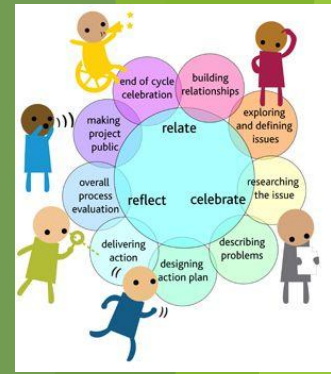 end of cycle
celebration
building
relationships
exploring
and defining
issues
researching
the issue
describing
problems
designing
action plan
delivering
action
overall
process
evaluation
making
project
public
relate
reflect
celebrate